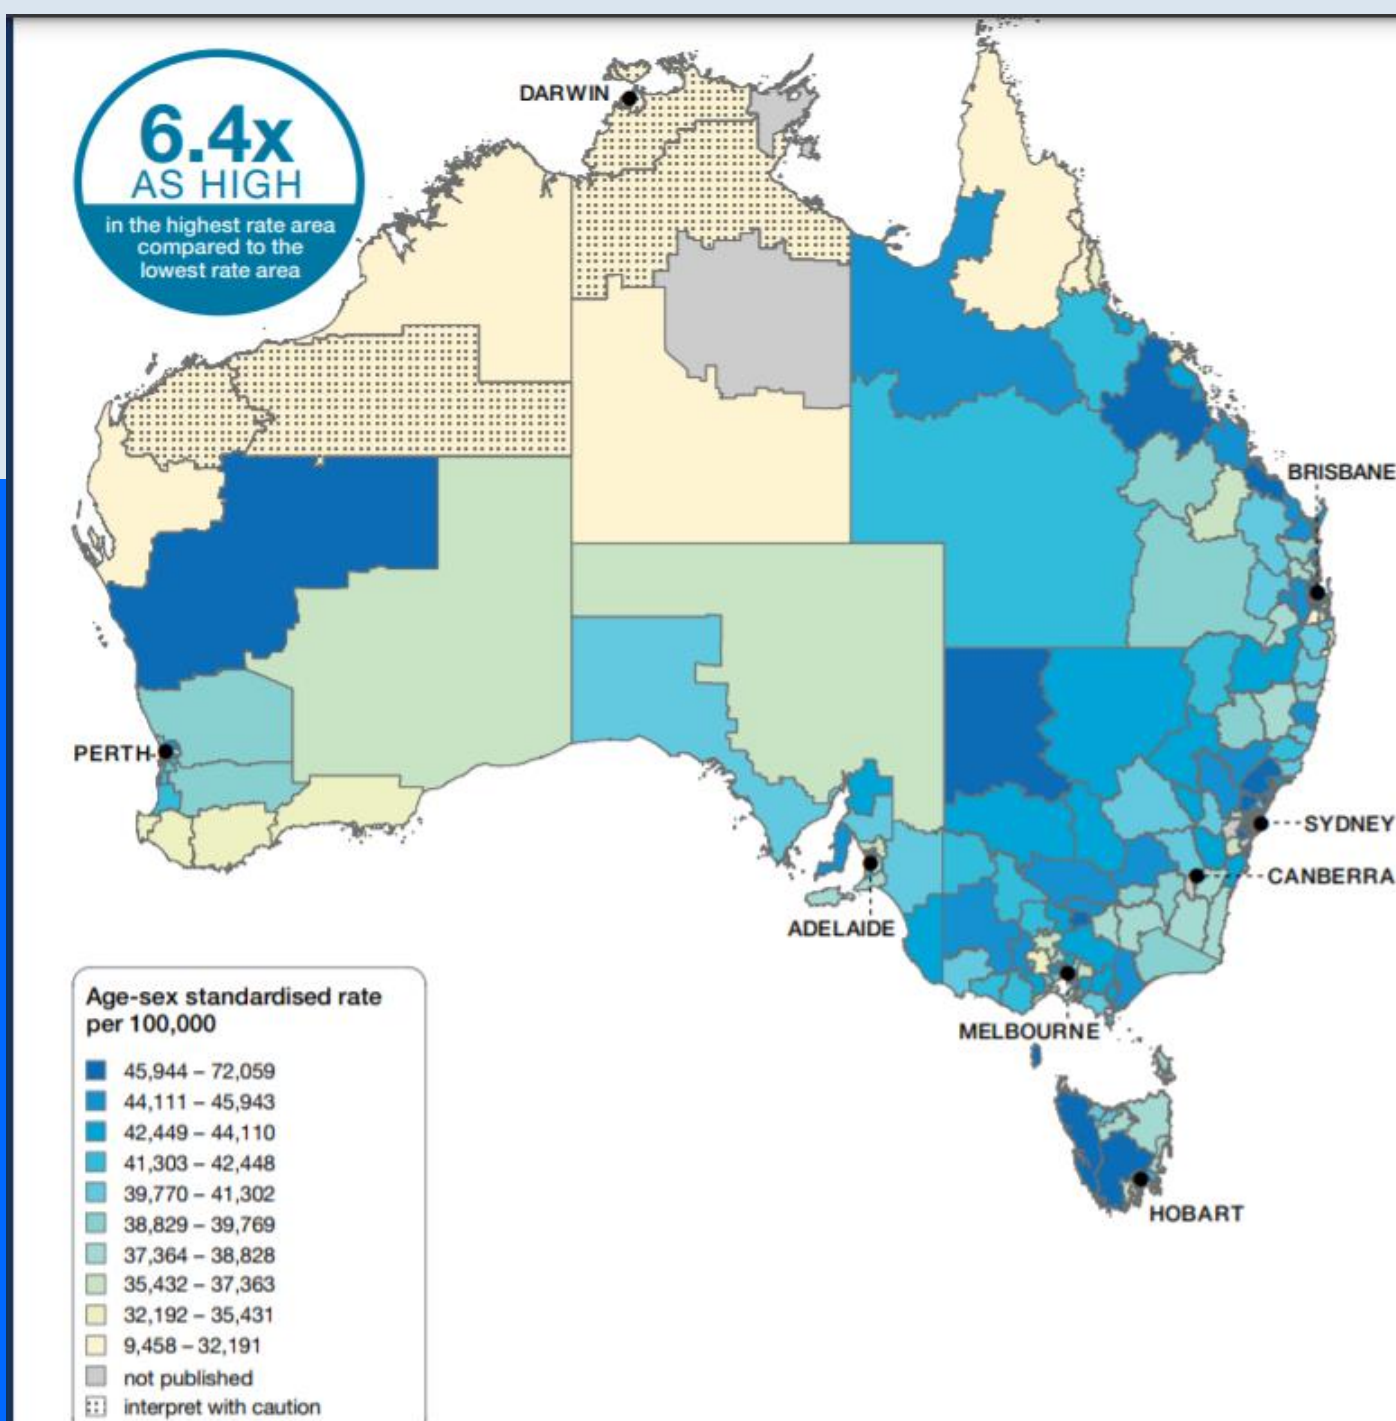 6.4x
AS HIGH
in the highest rate area
compared to the
lowest rate area
DARWIN
BRISBANE
PERTH
SYDNEY
CANBERRA
ADELAIDE
MELBOURNE
HOBART
Age-sex standardised rate
per 100,000
45,944 – 72,059
44,111 – 45,943
42,449 – 44,110
41,303 – 42,448
39,770 – 41,302
38,829 – 39,769
37,364 – 38,828
35,432 – 37,363
32,192 – 35,431
9,458 – 32,191
not published
interpret with caution